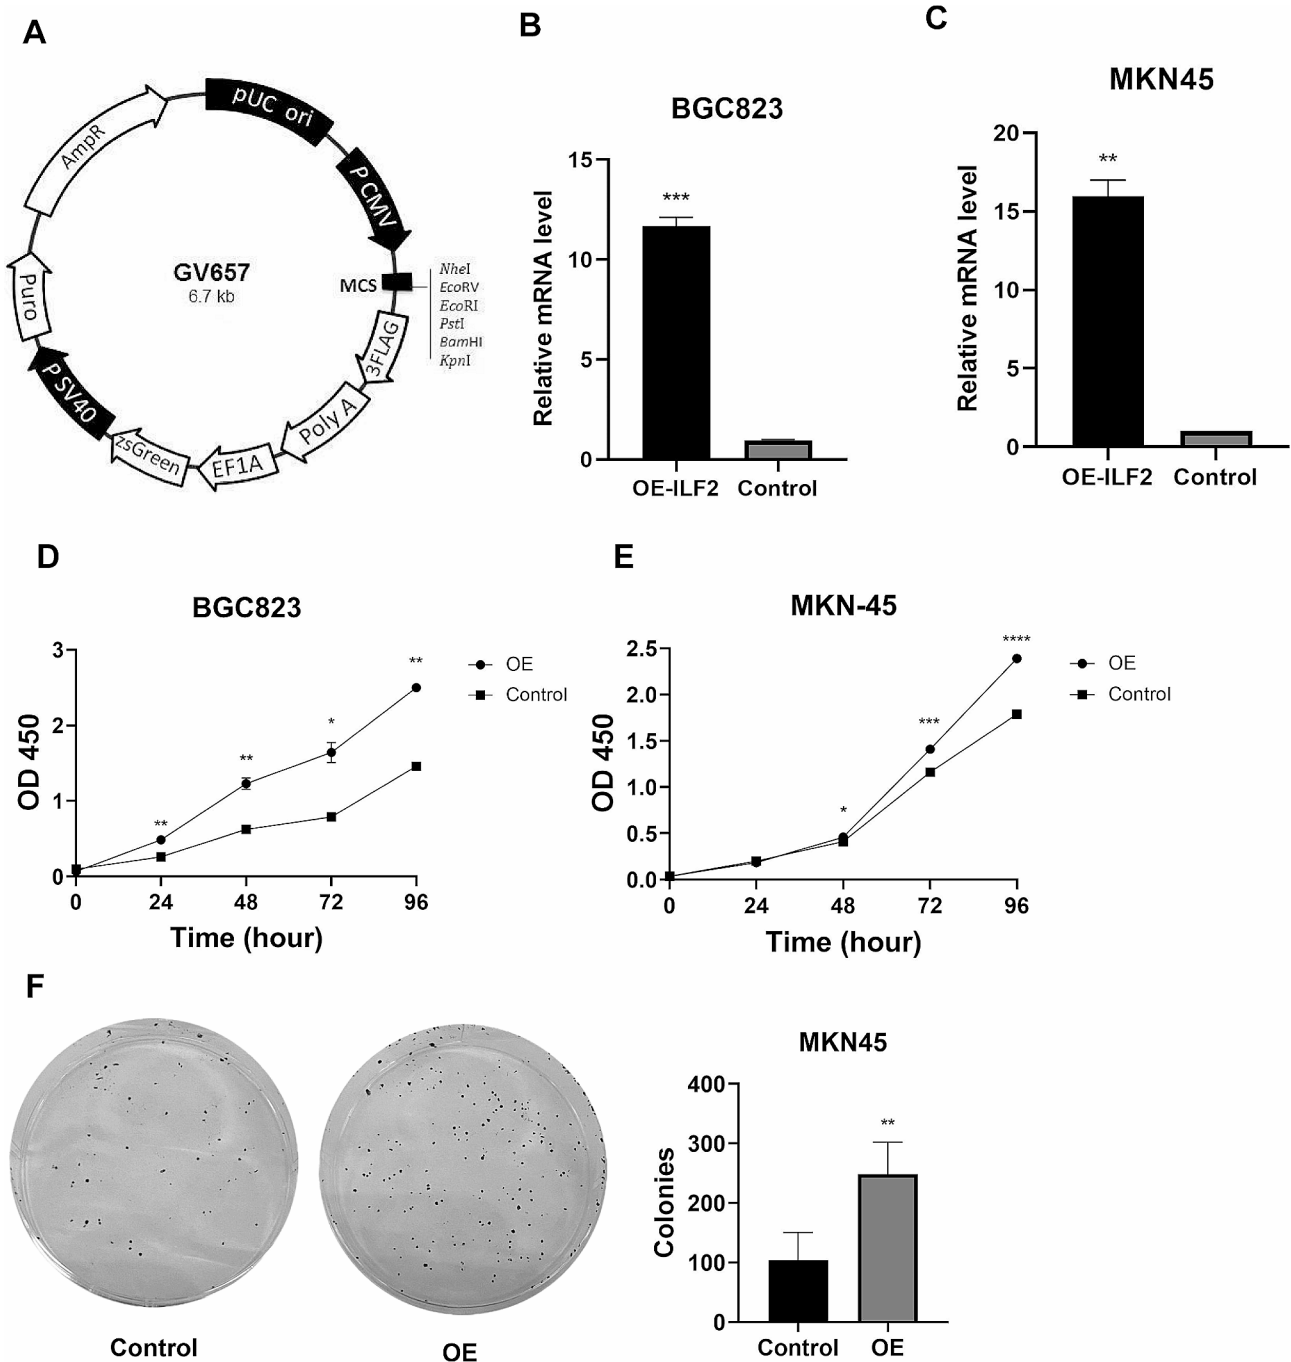 A
pUC ori
PCMV
AmpR
GV657
6.7 kb
MCS
NheI
EcoRV
EcoRI
PstI
BamHI
KpnI
3FLAG
Poly A
EF1A
zsGreen
PSV40
Puro
B
BGC823
Relative mRNA level
15
10
5
0
***
OE-ILF2 Control
C
MKN45
Relative mRNA level
20
15
10
5
0
**
OE-ILF2 Control
D
BGC823
OD 450
3
2
1
0
**
**
*
**
OE
Control
0 24 48 72 96
Time (hour)
E
MKN-45
OD 450
2.5
2.0
1.5
1.0
0.5
0.0
*
***
****
OE
Control
0 24 48 72 96
Time (hour)
F
Control
OE
MKN45
Colonies
400
300
200
100
0
**
Control OE